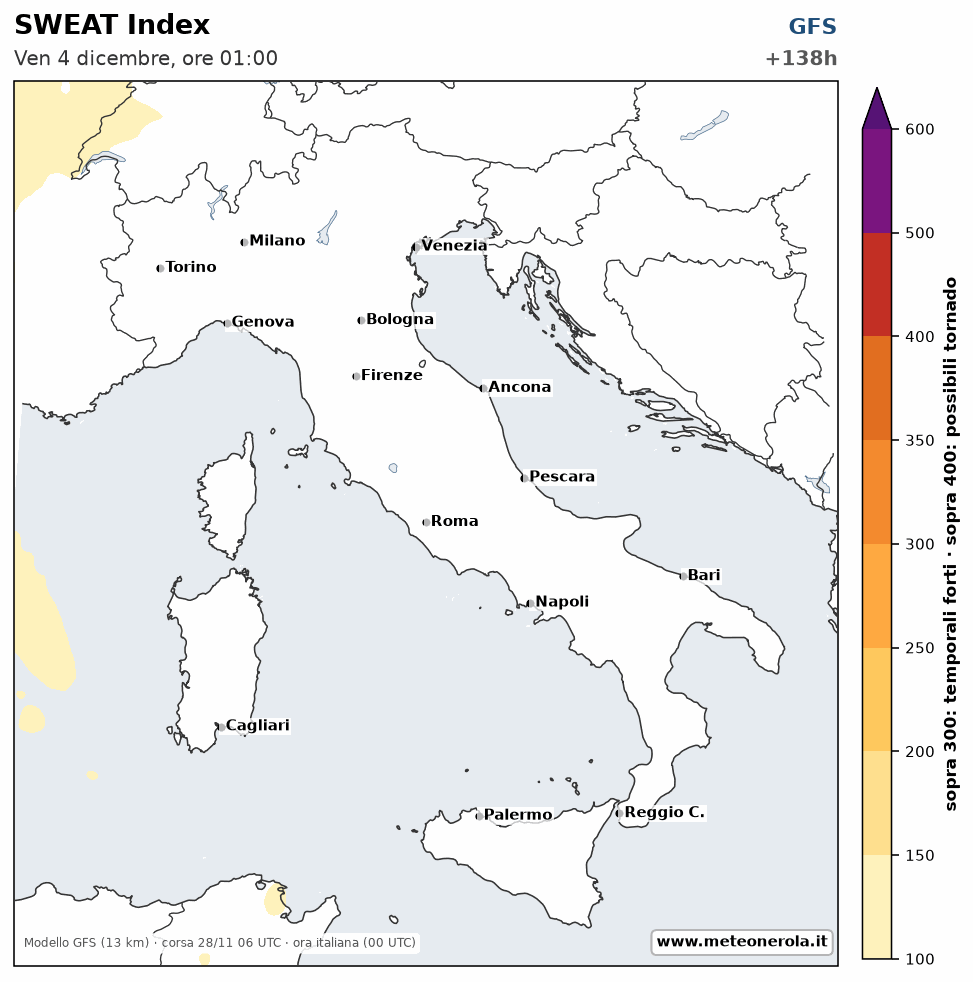 SWEAT Index
GFS
Ven 4 dicembre, ore 01:00
+138h
600
500
400
350
300
250
200
150
100
sopra 300: temporali forti · sopra 400: possibili tornado
Milano
Venezia
Torino
Genova
Bologna
Firenze
Ancona
Pescara
Roma
Bari
Napoli
Cagliari
Palermo
Reggio C.
Modello GFS (13 km) · corsa 28/11 06 UTC · ora italiana (00 UTC)
www.meteonerola.it